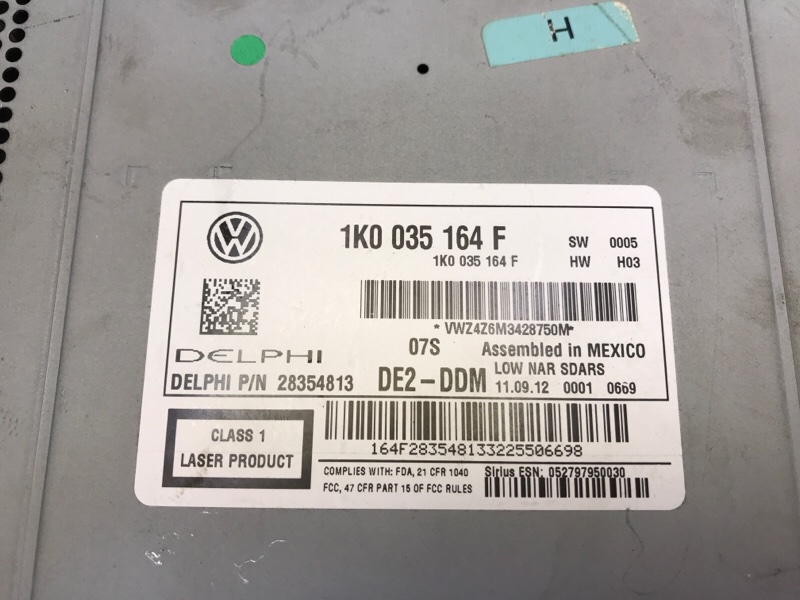 H
1K0 035 164 F SW 0005
1K0 035 164 F HW H03
* VWZ4Z6M3428750M*
DELPHI 07S Assembled in MEXICO
DELPHI P/N 28354813 DE2-DDM LOW NAR SDARS
11.09.12 0001 0669
CLASS 1
LASER PRODUCT
164F283548133225506698
COMPLIES WITH: FDA, 21 CFR 1040
FCC, 47 CFR PART 15 OF FCC RULES
Sirius ESN: 052797950030